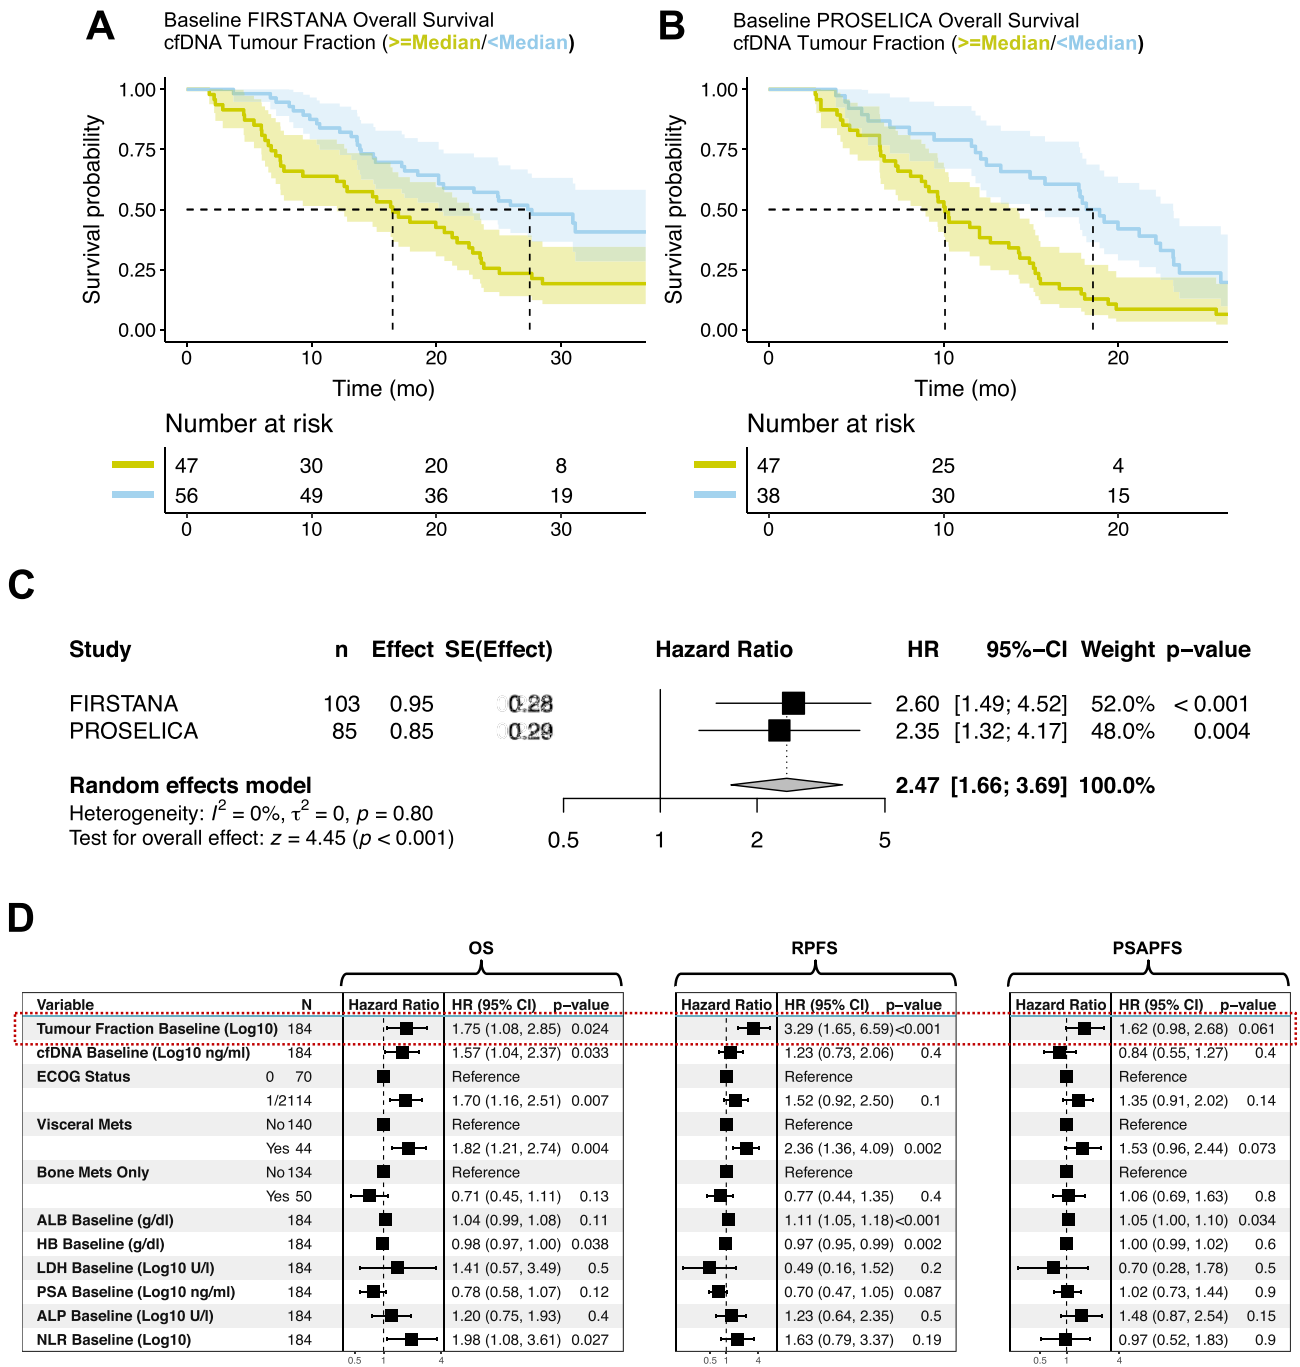 A
Baseline FIRSTANA Overall Survival
cfDNA Tumour Fraction (>=Median/<Median)
Survival probability
1.00
0.75
0.50
0.25
0.00
0 10 20 30
Time (mo)
Number at risk
47 30 20 8
56 49 36 19
0 10 20 30
B
Baseline PROSELICA Overall Survival
cfDNA Tumour Fraction (>=Median/<Median)
Survival probability
1.00
0.75
0.50
0.25
0.00
0 10 20
Time (mo)
Number at risk
47 25 4
38 30 15
0 10 20
C
Study n Effect SE(Effect) Hazard Ratio HR 95%−CI Weight p−value
FIRSTANA 103 0.95 0.28 2.60 [1.49; 4.52] 52.0% < 0.001
PROSELICA 85 0.85 0.29 2.35 [1.32; 4.17] 48.0% 0.004
Random effects model 2.47 [1.66; 3.69] 100.0%
Heterogeneity: I² = 0%, τ² = 0, p = 0.80
Test for overall effect: z = 4.45 (p < 0.001)
0.5 1 2 5
D
OS RPFS PSAPFS
Variable N Hazard Ratio HR (95% CI) p−value Hazard Ratio HR (95% CI) p−value Hazard Ratio HR (95% CI) p−value
Tumour Fraction Baseline (Log10) 184 1.75 (1.08, 2.85) 0.024 3.29 (1.65, 6.59) <0.001 1.62 (0.98, 2.68) 0.061
cfDNA Baseline (Log10 ng/ml) 184 1.57 (1.04, 2.37) 0.033 1.23 (0.73, 2.06) 0.4 0.84 (0.55, 1.27) 0.4
ECOG Status 0 70 Reference Reference Reference
1/2 114 1.70 (1.16, 2.51) 0.007 1.52 (0.92, 2.50) 0.1 1.35 (0.91, 2.02) 0.14
Visceral Mets No 140 Reference Reference Reference
Yes 44 1.82 (1.21, 2.74) 0.004 2.36 (1.36, 4.09) 0.002 1.53 (0.96, 2.44) 0.073
Bone Mets Only No 134 Reference Reference Reference
Yes 50 0.71 (0.45, 1.11) 0.13 0.77 (0.44, 1.35) 0.4 1.06 (0.69, 1.63) 0.8
ALB Baseline (g/dl) 184 1.04 (0.99, 1.08) 0.11 1.11 (1.05, 1.18) <0.001 1.05 (1.00, 1.10) 0.034
HB Baseline (g/dl) 184 0.98 (0.97, 1.00) 0.038 0.97 (0.95, 0.99) 0.002 1.00 (0.99, 1.02) 0.6
LDH Baseline (Log10 U/l) 184 1.41 (0.57, 3.49) 0.5 0.49 (0.16, 1.52) 0.2 0.70 (0.28, 1.78) 0.5
PSA Baseline (Log10 ng/ml) 184 0.78 (0.58, 1.07) 0.12 0.70 (0.47, 1.05) 0.087 1.02 (0.73, 1.44) 0.9
ALP Baseline (Log10 U/l) 184 1.20 (0.75, 1.93) 0.4 1.23 (0.64, 2.35) 0.5 1.48 (0.87, 2.54) 0.15
NLR Baseline (Log10) 184 1.98 (1.08, 3.61) 0.027 1.63 (0.79, 3.37) 0.19 0.97 (0.52, 1.83) 0.9
0.5 1 4 0.5 1 4 0.5 1 4